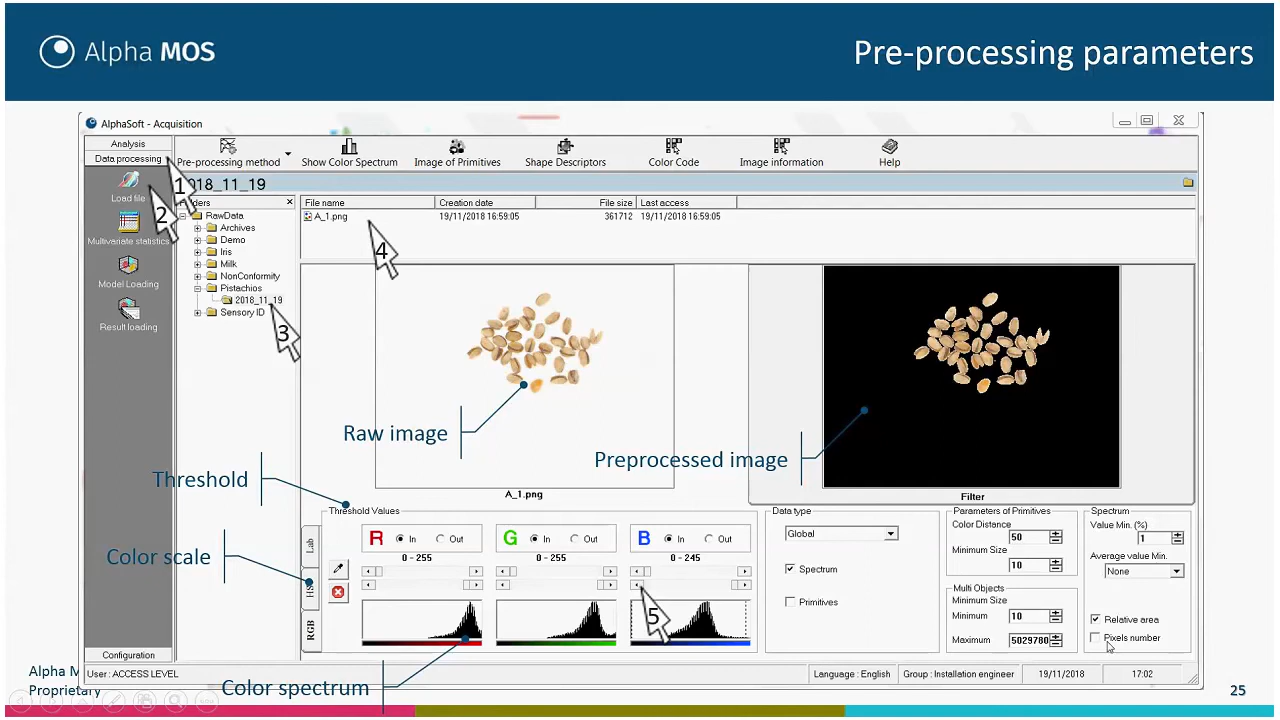 Alpha MOS
Pre-processing parameters
AlphaSoft - Acquisition
Analysis
Data processing
Load file
Multivariate statistics
Model Loading
Result loading
Configuration
Pre-processing method
Show Color Spectrum
Image of Primitives
Shape Descriptors
Color Code
Image information
Help
2018_11_19
1
2
RawData
Archives
Demo
Iris
Milk
NonConformity
Pistachios
2018_11_19
Sensory ID
3
File name Creation date File size Last access
A_1.png 19/11/2018 16:59:05 361712 19/11/2018 16:59:05
4
Raw image
Preprocessed image
A_1.png
Filter
Threshold
Color scale
Color spectrum
Threshold Values
Lab
RGB
R In Out
0 - 255
G In Out
0 - 255
B In Out
0 - 245
5
Data type
Global
Spectrum
Primitives
Parameters of Primitives
Color Distance
50
Minimum Size
10
Multi Objects
Minimum Size
Minimum 10
Maximum 5029780
Spectrum
Value Min. (%)
1
Average value Min.
None
Relative area
Pixels number
User : ACCESS LEVEL
Language : English
Group : Installation engineer
19/11/2018
17:02
Alpha M
Proprietary
25